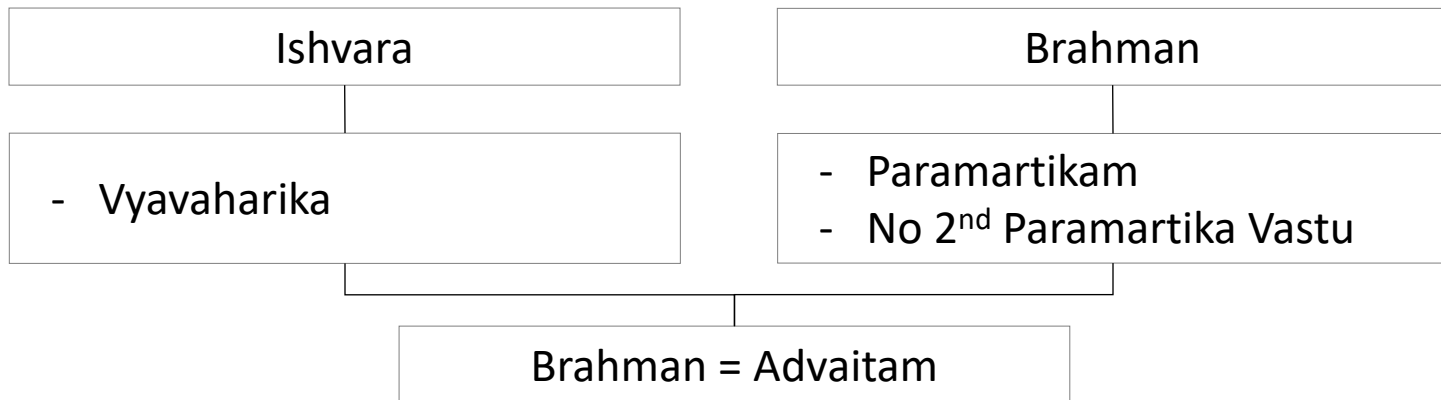 Ishvara
Brahman
- Vyavaharika
- Paramartikam
- No 2nd Paramartika Vastu
Brahman = Advaitam